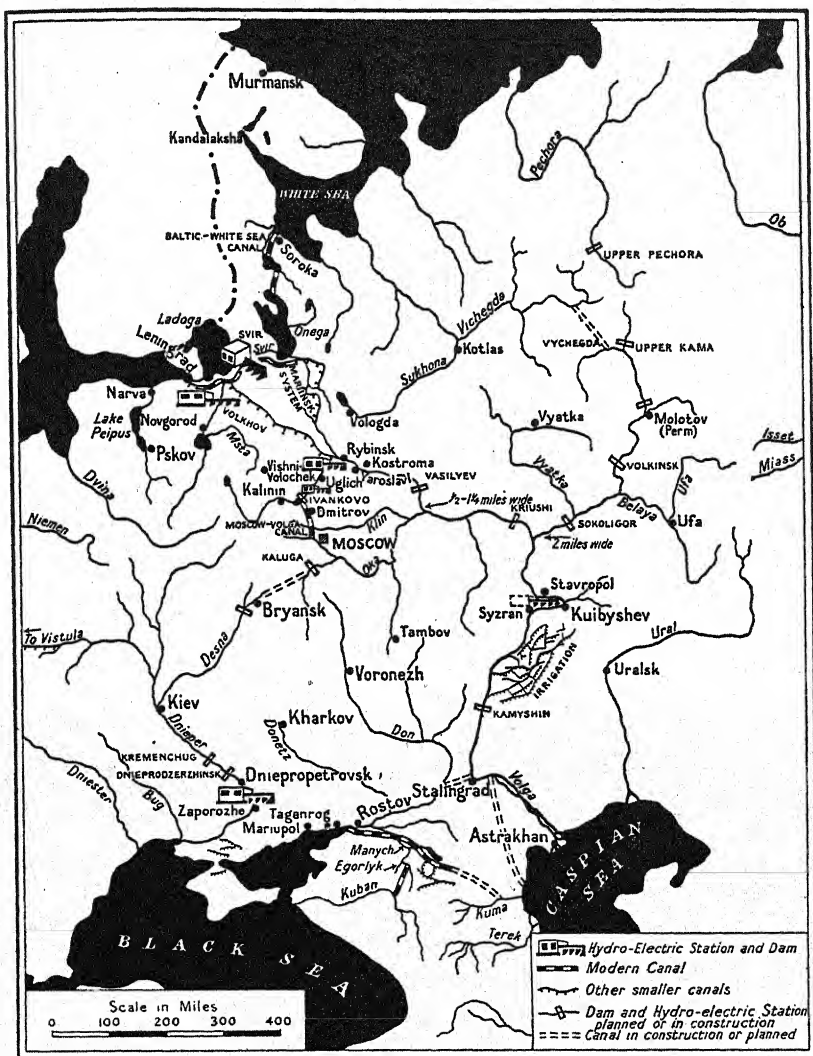 Murmansk
Kandalaksha
WHITE SEA
Pechora
Ob
BALTIC-WHITE SEA
CANAL
Soroka
UPPER PECHORA
Ladoga
Leningrad
SVIR
Svir
Onega
MARIINSK
SYSTEM
Vichegda
Kotlas
Sukhona
VYCHEGDA
UPPER KAMA
Narva
VOLKHOV
Vologda
Vyatka
Molotov
(Perm)
Lake
Peipus
Novgorod
Pskov
Msta
Rybinsk
Kostroma
Isset
Miass
Vishni
Volochek
Uglich
Yaroslavl
VASILYEV
Vyatka
VOLKINSK
Ufa
Dvina
Kalinin
IVANKOVO
Dmitrov
½-1¼ miles wide
KRIUSHI
Belaya
SOKOLIGOR
Ufa
Niemen
MOSCOW-VOLGA
CANAL
Klin
MOSCOW
2 miles wide
KALUGA
Oka
Stavropol
Bryansk
Syzran
Kuibyshev
To Vistula
Desna
Tambov
Ural
IRRIGATION
Voronezh
Uralsk
Kiev
KAMYSHIN
Dnieper
Kharkov
Don
Donetz
KREMENCHUG
DNIEPRODZERZHINSK
Dniepropetrovsk
Stalingrad
Volga
Dniester
Bug
Zaporozhe
Tagenrog
Rostov
Mariupol
Astrakhan
Manych
Egorlyk
CASPIAN
SEA
Kuban
Kuma
Terek
BLACK SEA
Hydro-Electric Station and Dam
Modern Canal
Other smaller canals
Dam and Hydro-electric Station
planned or in construction
Canal in construction or planned
Scale in Miles
0 100 200 300 400